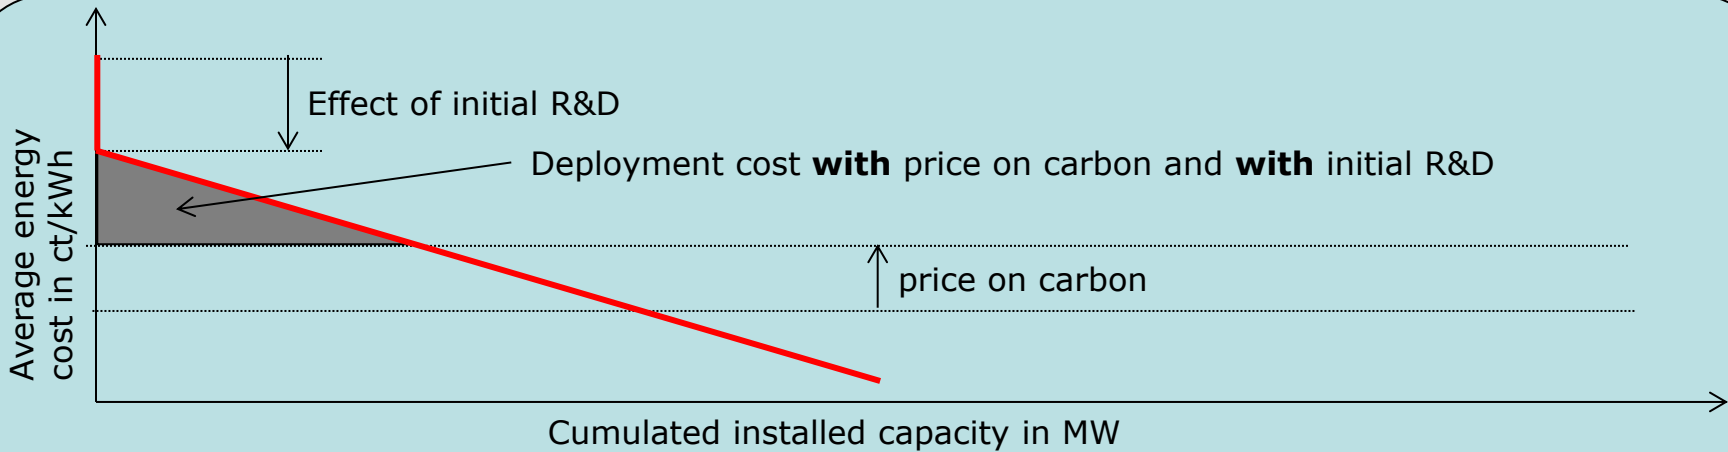 Effect of initial R&D
Deployment cost with price on carbon and with initial R&D
price on carbon
Average energy
cost in ct/kWh
Cumulated installed capacity in MW